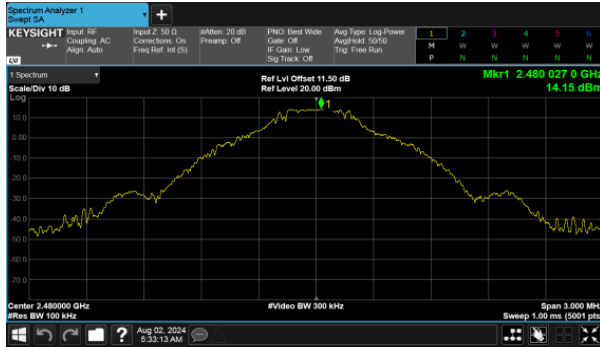 Spectrum Analyzer 1
Swept SA
KEYSIGHT Input: RF Input Z: 50 Ω #Atten: 20 dB PNO: Best Wide Avg Type: Log-Power 1 2 3 4 5 6
Coupling: AC Corrections: On Preamp: Off Gate: Off Avg|Hold: 50/50 M W W W W W
Align: Auto Freq Ref: Int (S) IF Gain: Low Trig: Free Run
Sig Track: Off P N N N N N
LXI
1 Spectrum Ref Lvl Offset 11.50 dB Mkr1 2.480 027 0 GHz
Scale/Div 10 dB Ref Level 20.00 dBm 14.15 dBm
Log
1
10.0
0.00
-10.0
-20.0
-30.0
-40.0
-50.0
-60.0
-70.0
Center 2.480000 GHz #Video BW 300 kHz Span 3.000 MHz
#Res BW 100 kHz Sweep 1.00 ms (5001 pts
Aug 02, 2024
5:33:13 AM